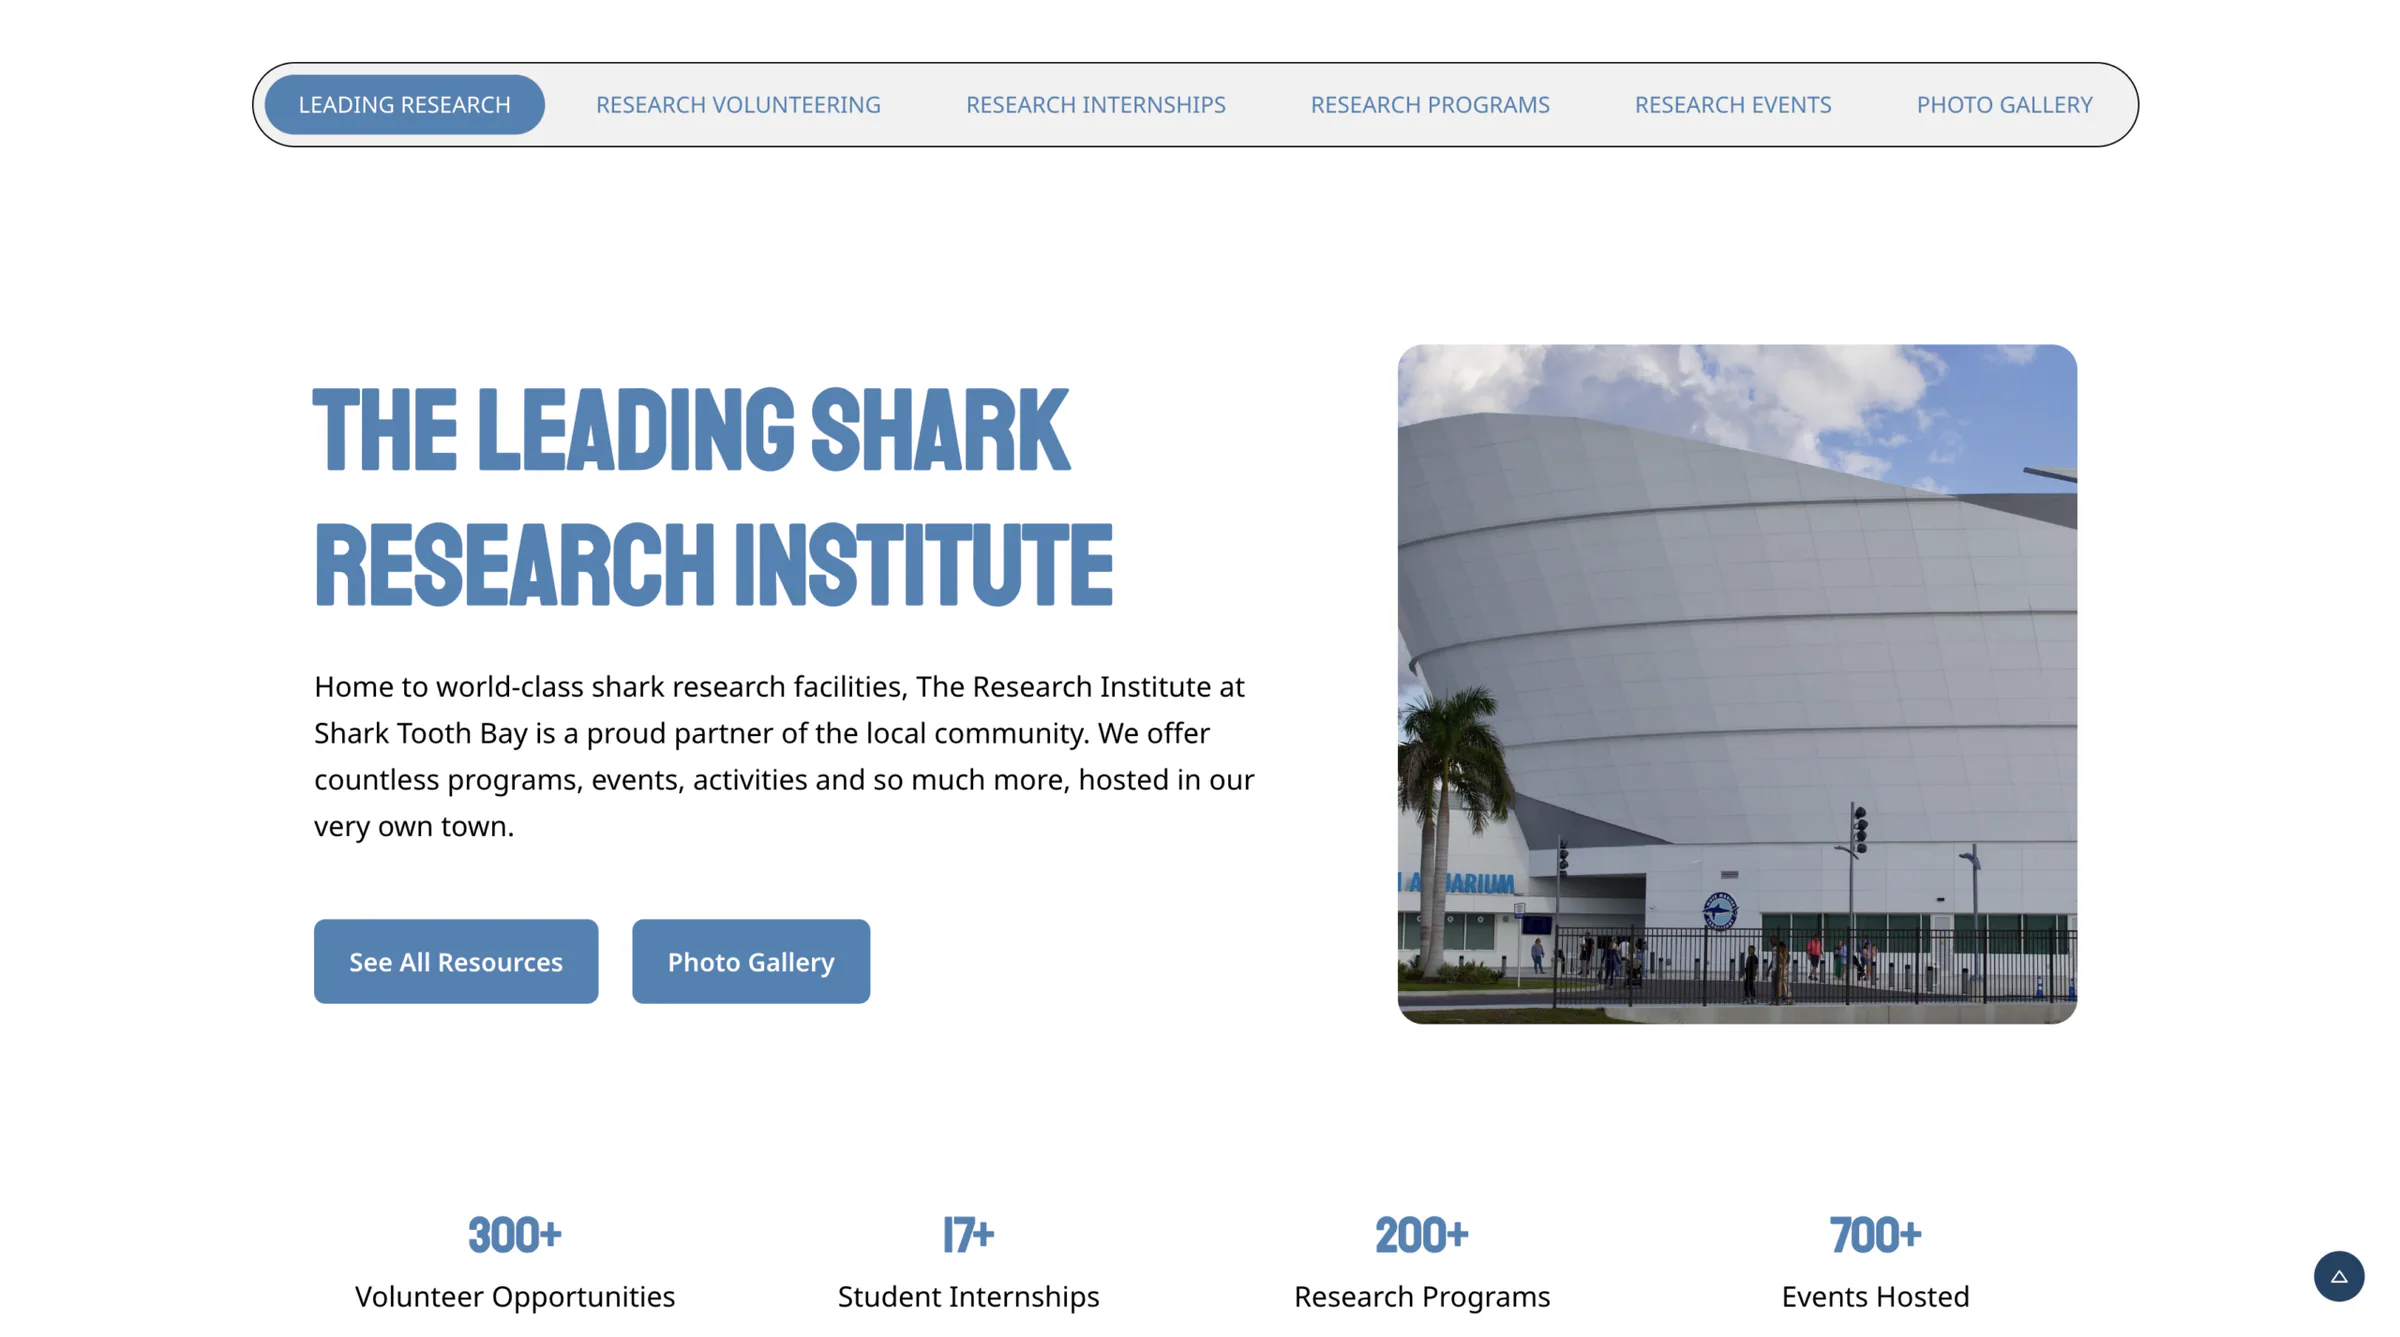 LEADING RESEARCH
RESEARCH VOLUNTEERING
RESEARCH INTERNSHIPS
RESEARCH PROGRAMS
RESEARCH EVENTS
PHOTO GALLERY
THE LEADING SHARK
RESEARCH INSTITUTE
Home to world-class shark research facilities, The Research Institute at
Shark Tooth Bay is a proud partner of the local community. We offer
countless programs, events, activities and so much more, hosted in our
very own town.
See All Resources
Photo Gallery
300+
Volunteer Opportunities
17+
Student Internships
200+
Research Programs
700+
Events Hosted